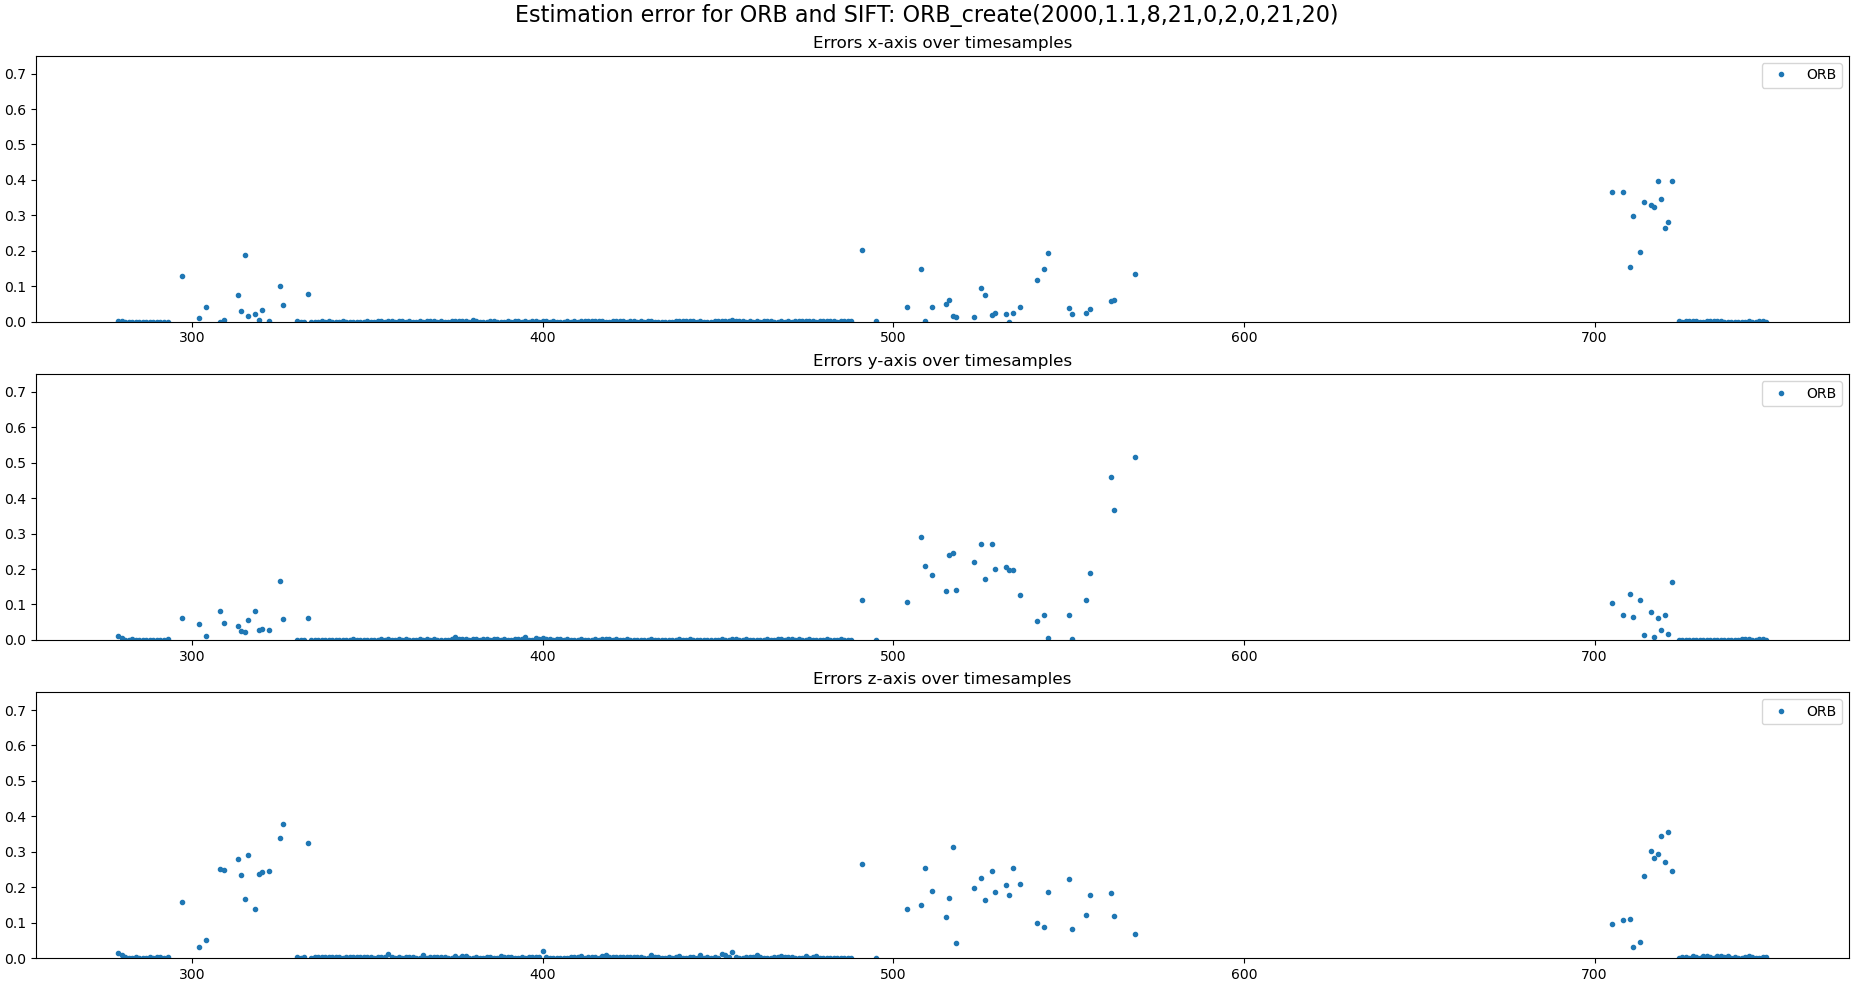 Estimation error for ORB and SIFT: ORB_create(2000,1.1,8,21,0,2,0,21,20)
Errors x-axis over timesamples
ORB
0.7
0.6
0.5
0.4
0.3
0.2
0.1
0.0
300 400 500 600 700
Errors y-axis over timesamples
ORB
0.7
0.6
0.5
0.4
0.3
0.2
0.1
0.0
300 400 500 600 700
Errors z-axis over timesamples
ORB
0.7
0.6
0.5
0.4
0.3
0.2
0.1
0.0
300 400 500 600 700